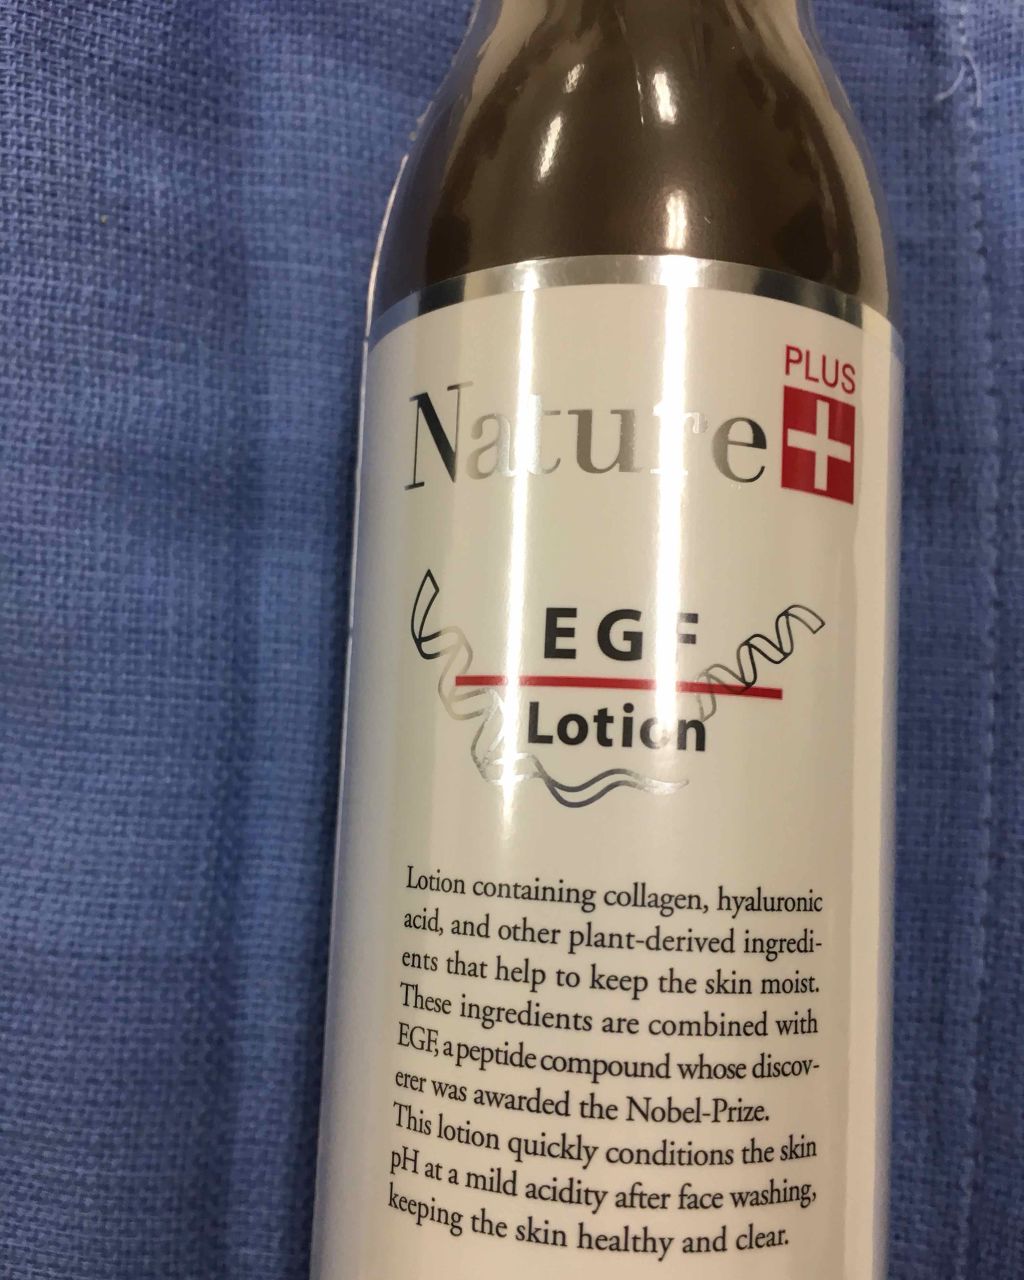 PLUS
Nature
EGF
Lotion
Lotion containing collagen, hyaluronic
acid, and other plant-derived ingredi-
ents that help to keep the skin moist.
These ingredients are combined with
EGF, a peptide compound whose discov-
erer was awarded the Nobel-Prize.
This lotion quickly conditions the skin
pH at a mild acidity after face washing,
keeping the skin healthy and clear.